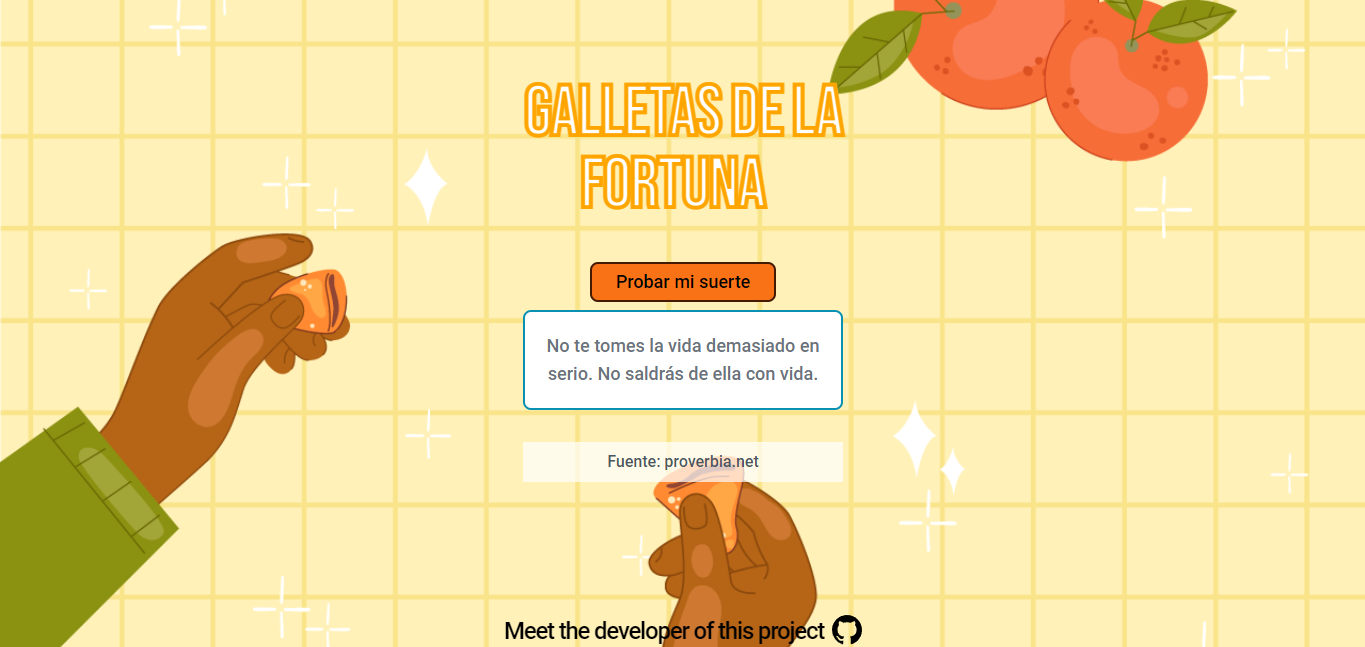 GALLETAS DE LA
FORTUNA
Probar mi suerte
No te tomes la vida demasiado en
serio. No saldrás de ella con vida.
Fuente: proverbia.net
Meet the developer of this project